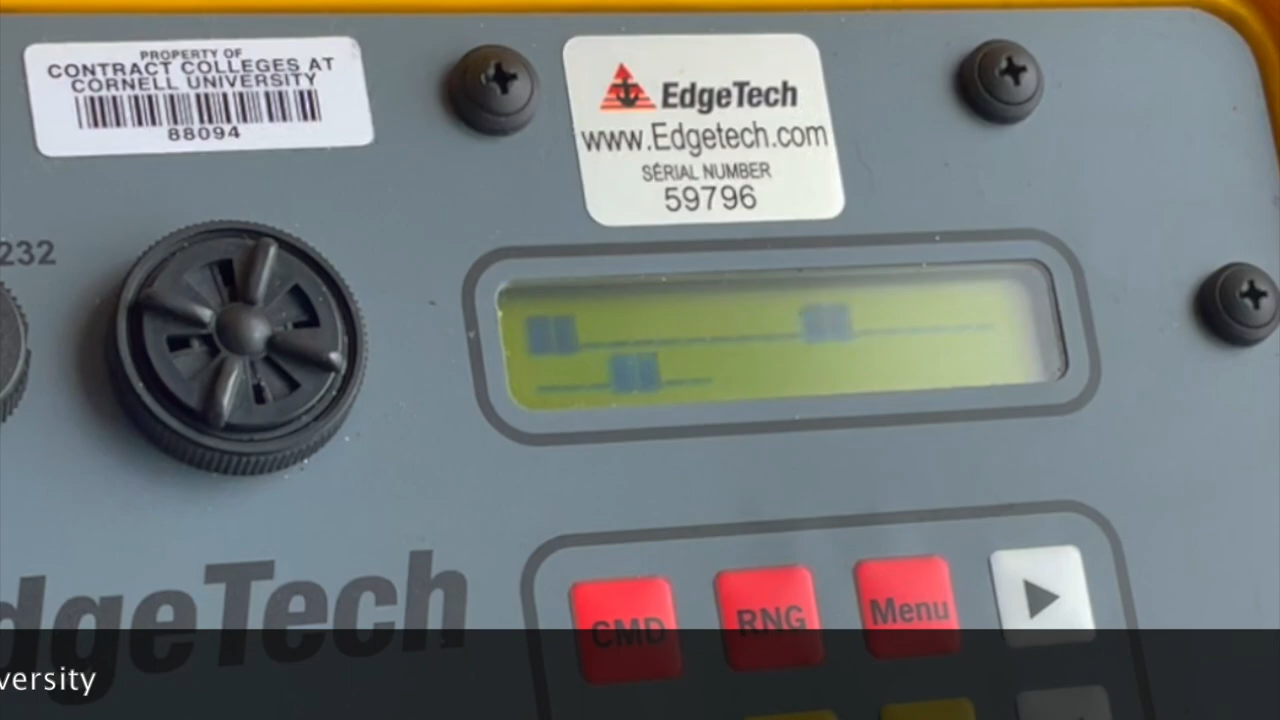 PROPERTY OF
CONTRACT COLLEGES AT
CORNELL UNIVERSITY
88094
EdgeTech
www.Edgetech.com
SERIAL NUMBER
59796
232
dgeTech
CMD
RNG
Menu
versity